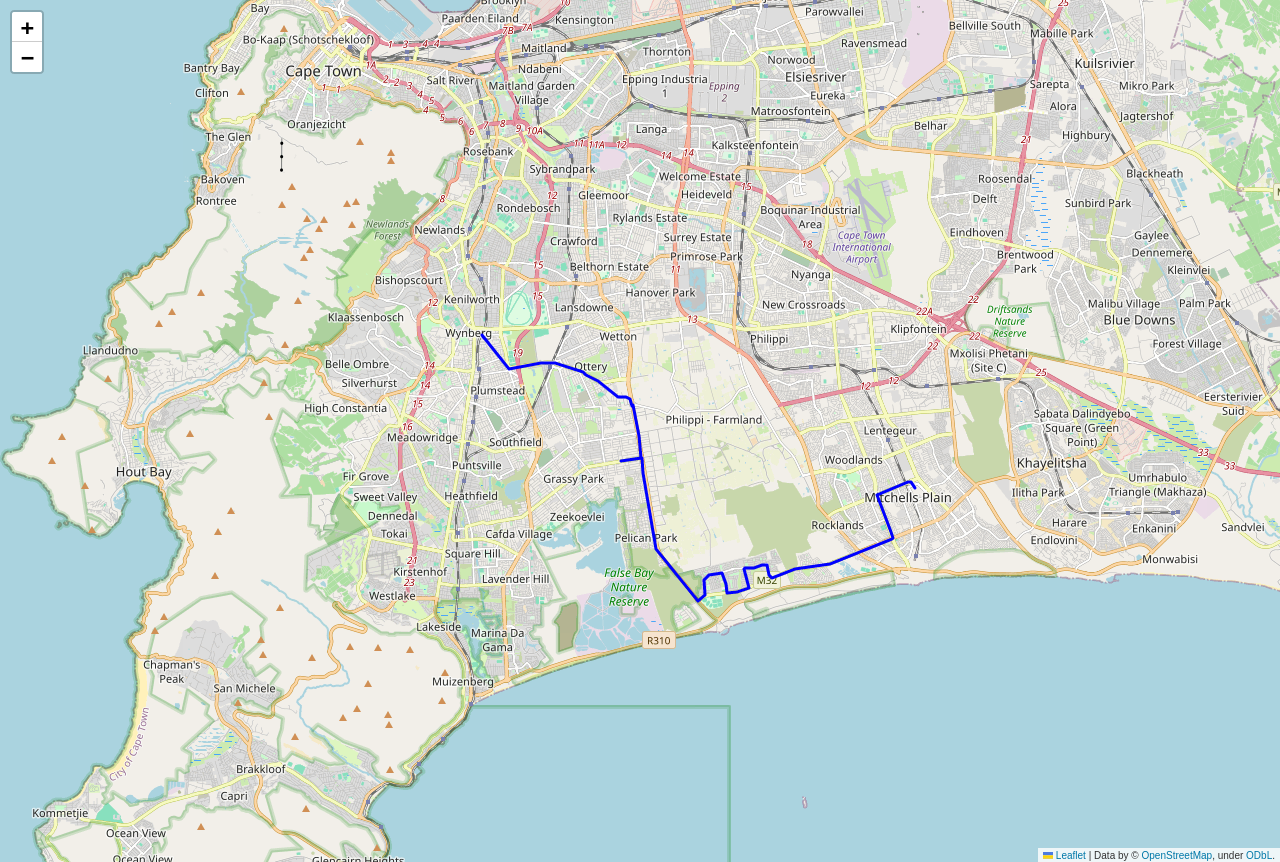 Brooklyn
Bay
Paarden Eiland
Kensington
Parowvallei
25
Bellville South
Mabille Park
10
7B
7A
Bo-Kaap (Schotschekloof)
1
3
4
4
Maitland
Thornton
Norwood
Ravensmead
Kuilsrivier
Bantry Bay
Cape Town
1A
Ndabeni
Elsiesriver
Salt River
Epping Industria
1
Epping
2
Clifton
Maitland Garden
Village
Eureka
Sarepta
Mikro Park
2
3
4
5
1
1
Matroosfontein
Alora
Jagtershof
Oranjezicht
4
5
6
6
7
8
9
10A
Langa
Belhar
Highbury
The Glen
11
11A
12
Kalksteenfontein
21
Rosebank
14
14
Bakoven
Sybrandpark
Welcome Estate
15
Roosendal
Blackheath
Rontree
8
12
Gleemoor
Heideveld
Delft
Sunbird Park
Newlands
Forest
Newlands
Rondebosch
Rylands Estate
Boquinar Industrial
Area
Cape Town
International
Airport
Eindhoven
Gaylee
Crawford
Surrey Estate
18
Brentwood
Park
Dennemere
Bishopscourt
15
Belthorn Estate
11
Primrose Park
Nyanga
Kleinvlei
12
Kenilworth
15
Hanover Park
New Crossroads
22
22A
Malibu Village
Palm Park
Klaassenbosch
Lansdowne
13
Driftsands
Nature
Reserve
Blue Downs
Wynberg
Wetton
Philippi
Klipfontein
22
22
Forest Village
Llandudno
19
Belle Ombre
14
Ottery
Mxolisi Phetani
(Site C)
25
Silverhurst
14
Plumstead
12
12
Eersterivier
Suid
High Constantia
15
Philippi - Farmland
Sabata Dalindyebo
Square (Green
Point)
16
Meadowridge
Southfield
Lentegeur
33
Hout Bay
Puntsville
Woodlands
Khayelitsha
33
Fir Grove
Grassy Park
Umrhabulo
Triangle (Makhaza)
Sweet Valley
Heathfield
Mitchells Plain
Ilitha Park
Dennedal
Zeekoevlei
Rocklands
Harare
Enkanini
Sandvlei
Tokai
Cafda Village
Pelican Park
Endlovini
21
Square Hill
Monwabisi
Kirstenhof
23
Lavender Hill
False Bay
Nature
Reserve
M32
Westlake
Lakeside
Marina Da
Gama
R310
Chapman's
Peak
San Michele
Muizenberg
City of Cape Town
Brakkloof
Capri
Kommetjie
Ocean View
Ocean View
Glencairn Heights
+
−
Leaflet | Data by © OpenStreetMap, under ODbL.